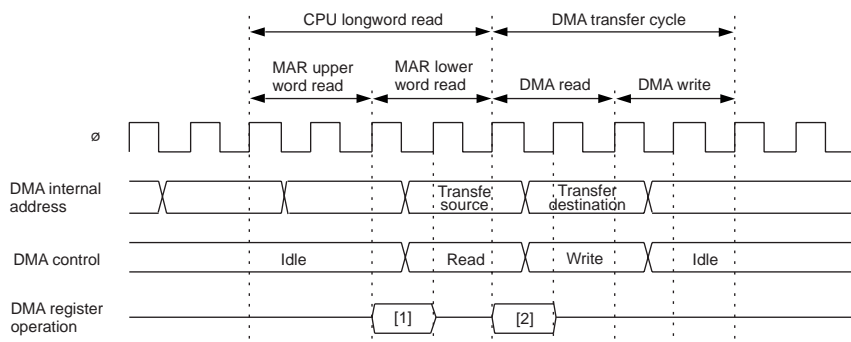 CPU longword read
DMA transfer cycle
MAR upper
word read
MAR lower
word read
DMA read
DMA write
ø
DMA internal
address
Transfe
source
Transfer
destination
DMA control
Idle
Read
Write
Idle
DMA register
operation
[1]
[2]